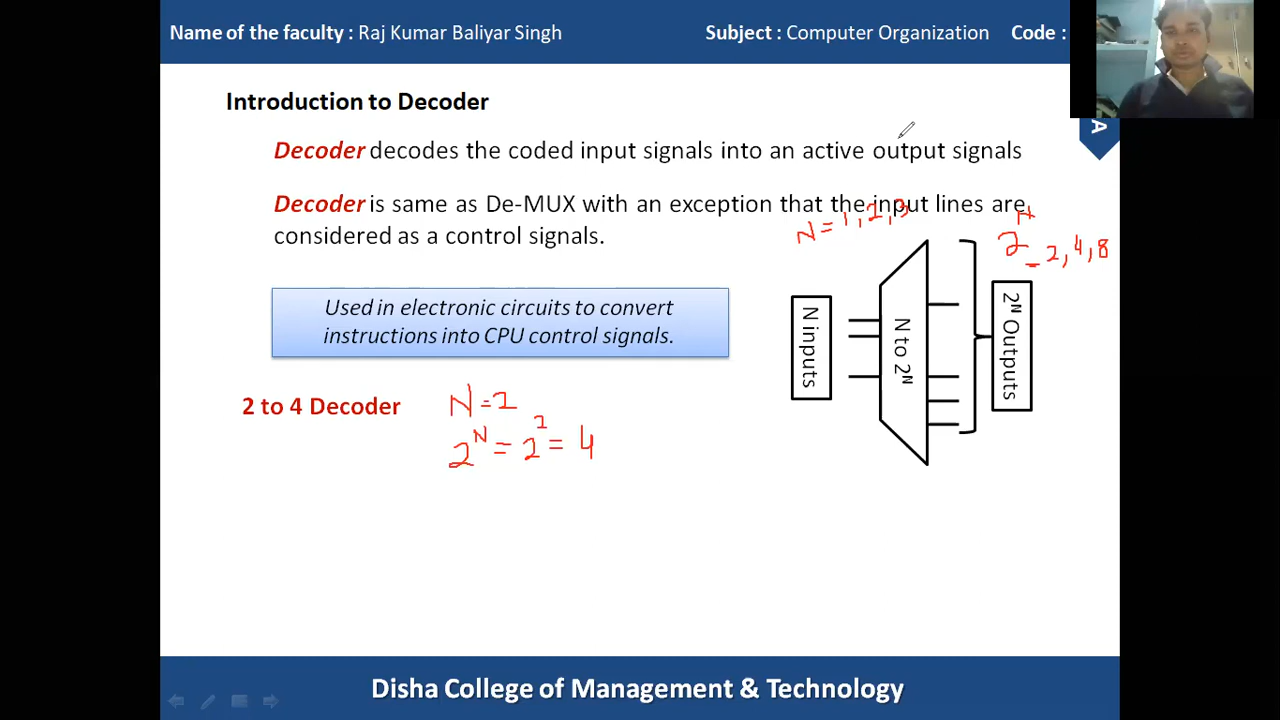 Name of the faculty : Raj Kumar Baliyar Singh Subject : Computer Organization Code :
A
Introduction to Decoder
Decoder decodes the coded input signals into an active output signals
Decoder is same as De-MUX with an exception that the input lines are
considered as a control signals.
N = 1, 2, 3
2^N = 2, 4, 8
Used in electronic circuits to convert
instructions into CPU control signals.
N inputs
N to 2^N
2^N Outputs
2 to 4 Decoder
N = 2
2^N = 2^2 = 4
Disha College of Management & Technology